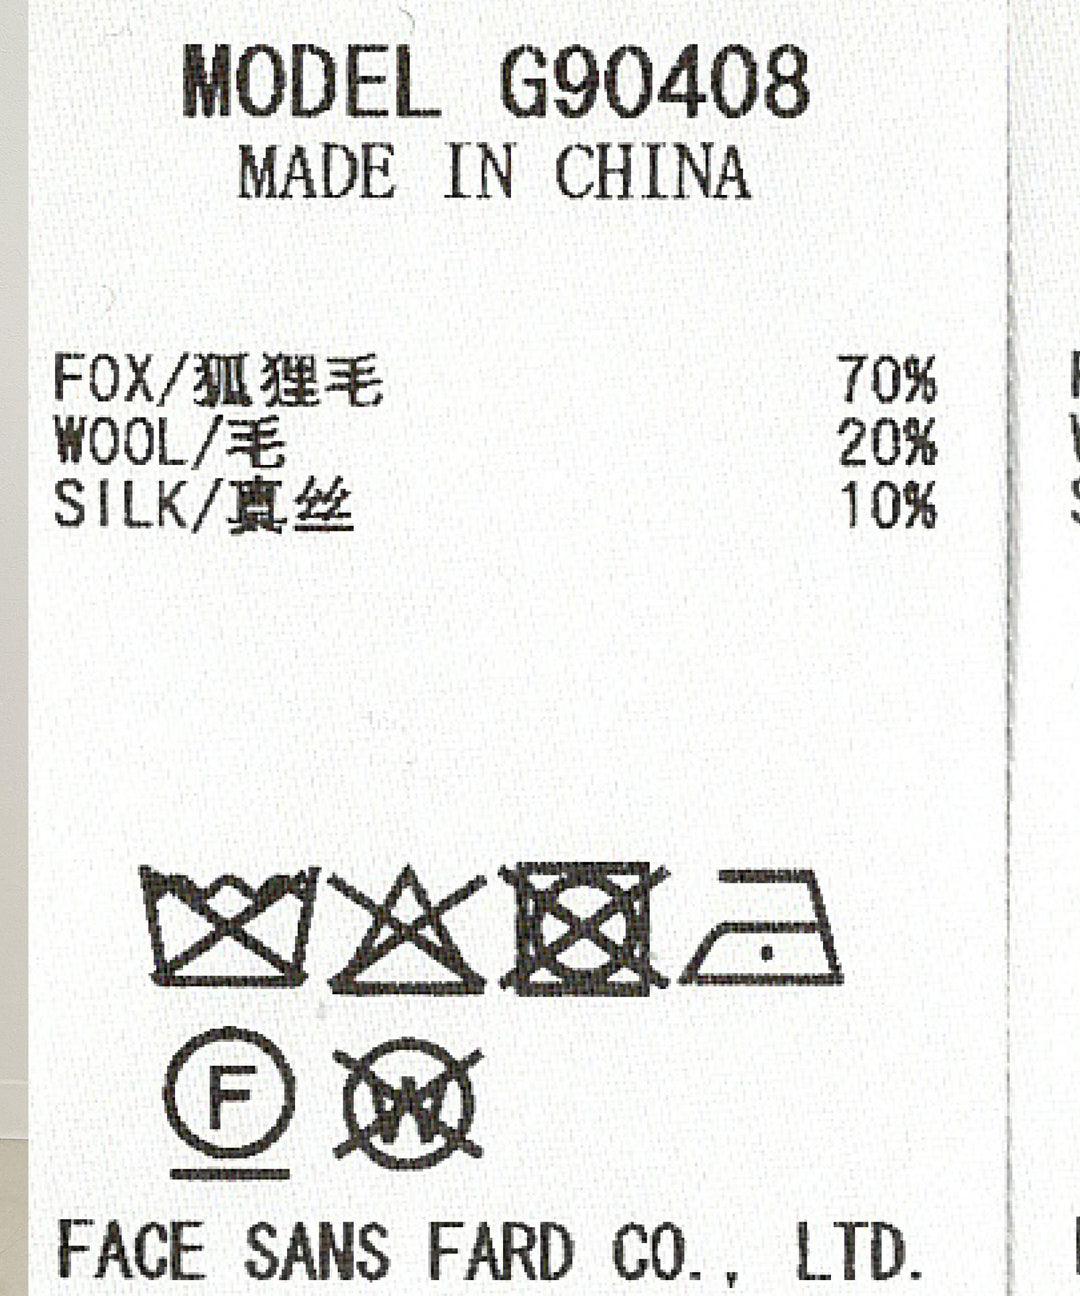 MODEL G90408
MADE IN CHINA
FOX/狐狸毛 70%
WOOL/毛 20%
SILK/真丝 10%
F
W
FACE SANS FARD CO., LTD.